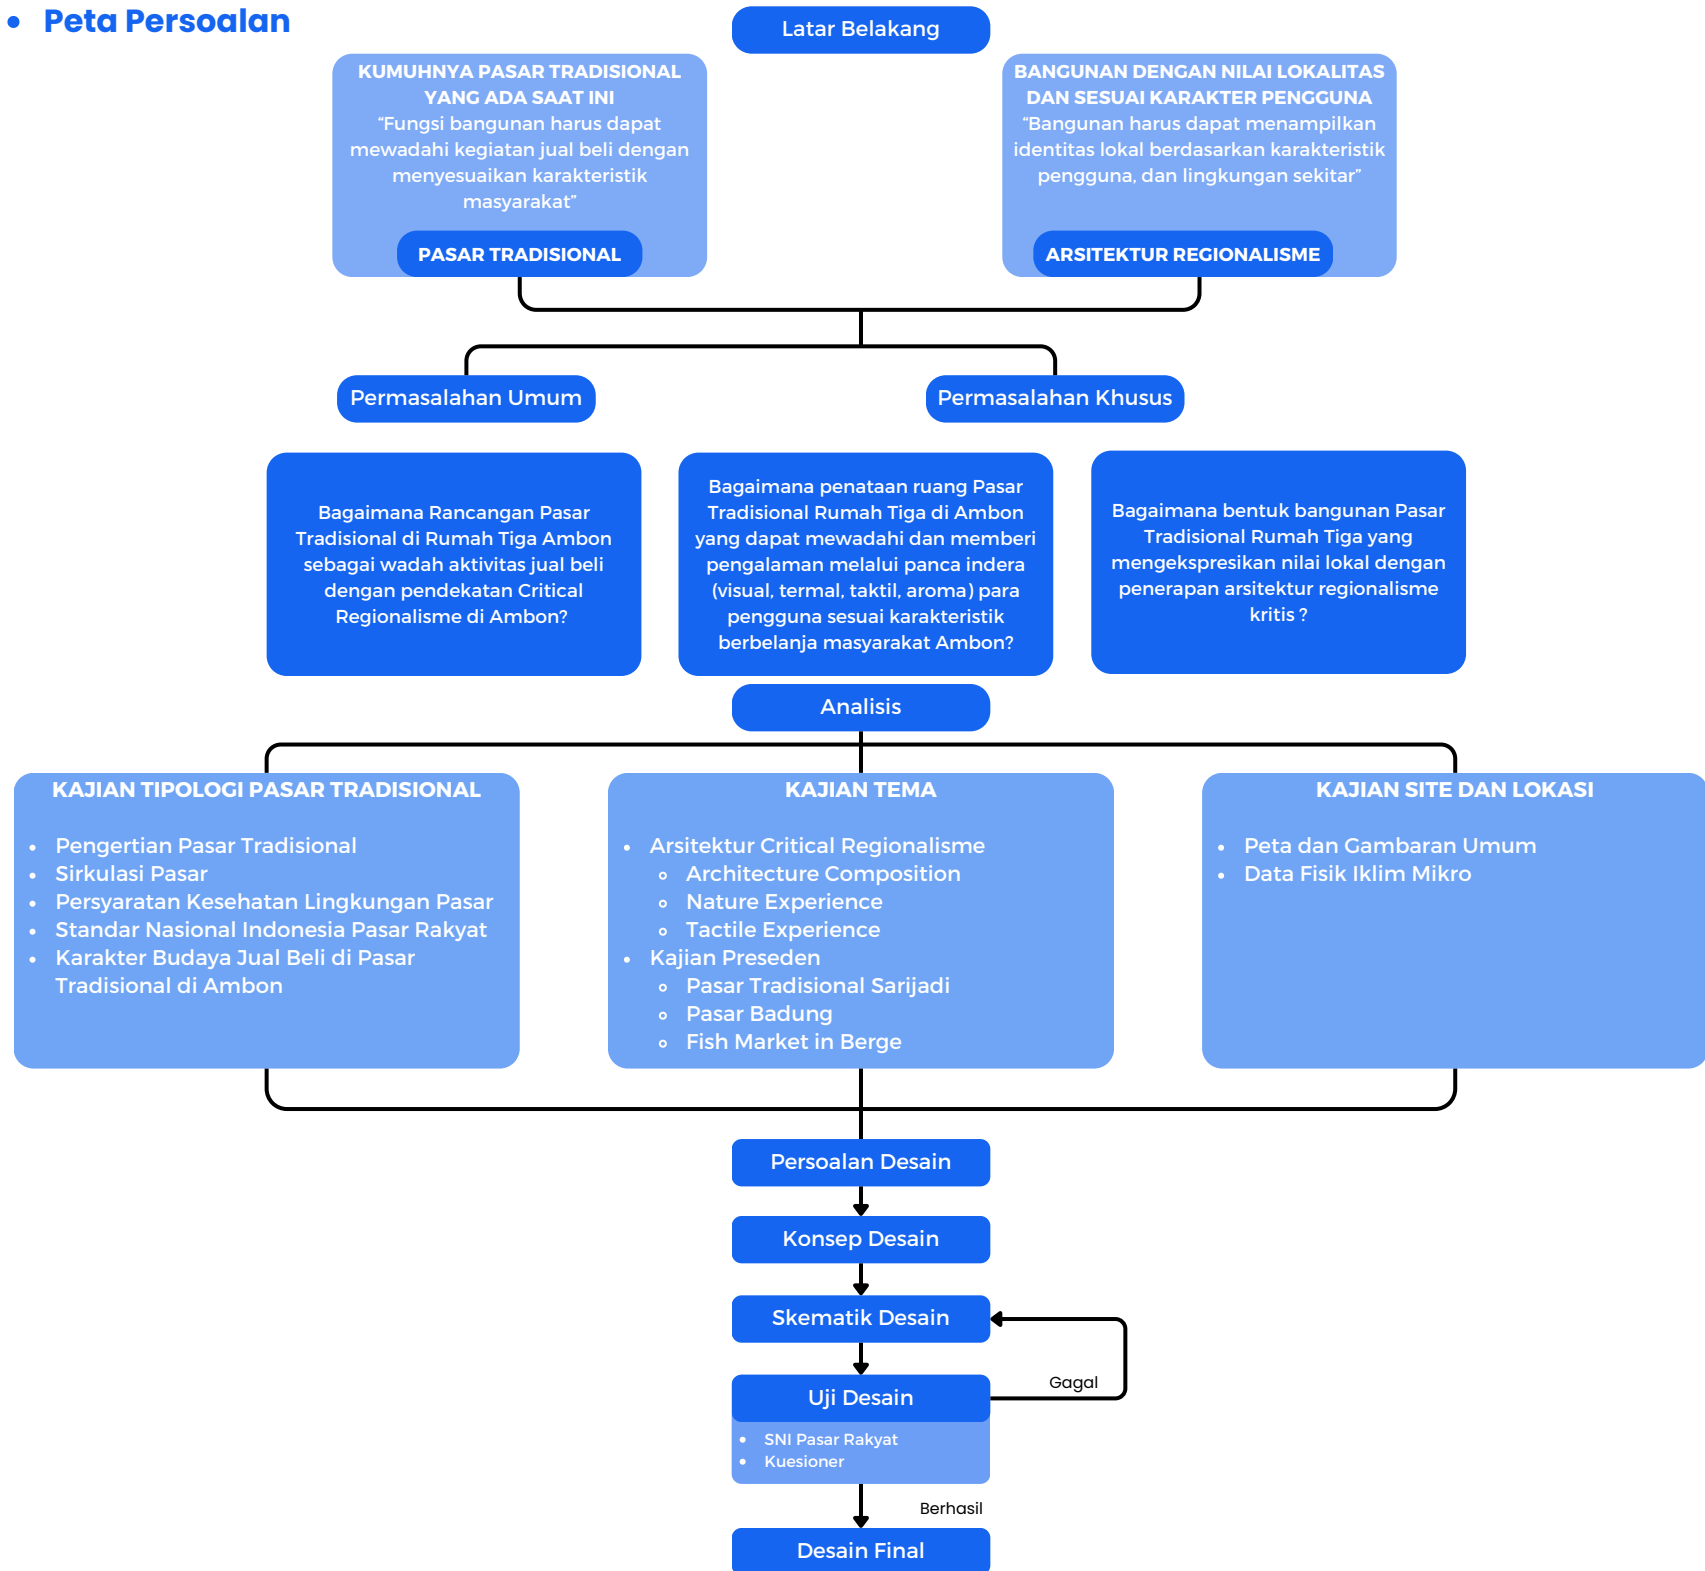 Peta Persoalan
Latar Belakang
KUMUHNYA PASAR TRADISIONAL
YANG ADA SAAT INI
“Fungsi bangunan harus dapat
mewadahi kegiatan jual beli dengan
menyesuaikan karakteristik
masyarakat”
PASAR TRADISIONAL
BANGUNAN DENGAN NILAI LOKALITAS
DAN SESUAI KARAKTER PENGGUNA
“Bangunan harus dapat menampilkan
identitas lokal berdasarkan karakteristik
pengguna, dan lingkungan sekitar”
ARSITEKTUR REGIONALISME
Permasalahan Umum
Permasalahan Khusus
Bagaimana Rancangan Pasar
Tradisional di Rumah Tiga Ambon
sebagai wadah aktivitas jual beli
dengan pendekatan Critical
Regionalisme di Ambon?
Bagaimana penataan ruang Pasar
Tradisional Rumah Tiga di Ambon
yang dapat mewadahi dan memberi
pengalaman melalui panca indera
(visual, termal, taktil, aroma) para
pengguna sesuai karakteristik
berbelanja masyarakat Ambon?
Bagaimana bentuk bangunan Pasar
Tradisional Rumah Tiga yang
mengekspresikan nilai lokal dengan
penerapan arsitektur regionalisme
kritis ?
Analisis
KAJIAN TIPOLOGI PASAR TRADISIONAL
Pengertian Pasar Tradisional
Sirkulasi Pasar
Persyaratan Kesehatan Lingkungan Pasar
Standar Nasional Indonesia Pasar Rakyat
Karakter Budaya Jual Beli di Pasar
Tradisional di Ambon
KAJIAN TEMA
Arsitektur Critical Regionalisme
Architecture Composition
Nature Experience
Tactile Experience
Kajian Preseden
Pasar Tradisional Sarijadi
Pasar Badung
Fish Market in Berge
KAJIAN SITE DAN LOKASI
Peta dan Gambaran Umum
Data Fisik Iklim Mikro
Persoalan Desain
Konsep Desain
Skematik Desain
Uji Desain
Gagal
SNI Pasar Rakyat
Kuesioner
Berhasil
Desain Final